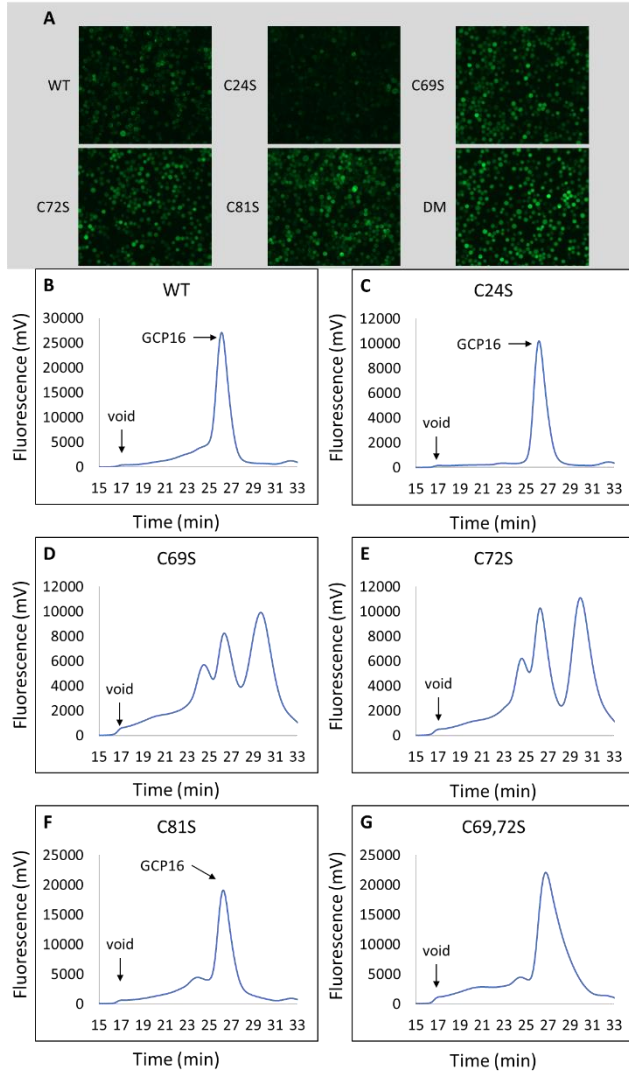 A
WT
C24S
C69S
C72S
C81S
DM
B
WT
Fluorescence (mV)
30000
25000
20000
15000
10000
5000
0
GCP16
void
15 17 19 21 23 25 27 29 31 33
Time (min)
C
C24S
Fluorescence (mV)
12000
10000
8000
6000
4000
2000
0
GCP16
void
15 17 19 21 23 25 27 29 31 33
Time (min)
D
C69S
Fluorescence (mV)
12000
10000
8000
6000
4000
2000
0
void
15 17 19 21 23 25 27 29 31 33
Time (min)
E
C72S
Fluorescence (mV)
12000
10000
8000
6000
4000
2000
0
void
15 17 19 21 23 25 27 29 31 33
Time (min)
F
C81S
Fluorescence (mV)
25000
20000
15000
10000
5000
0
GCP16
void
15 17 19 21 23 25 27 29 31 33
Time (min)
G
C69,72S
Fluorescence (mV)
25000
20000
15000
10000
5000
0
void
15 17 19 21 23 25 27 29 31 33
Time (min)